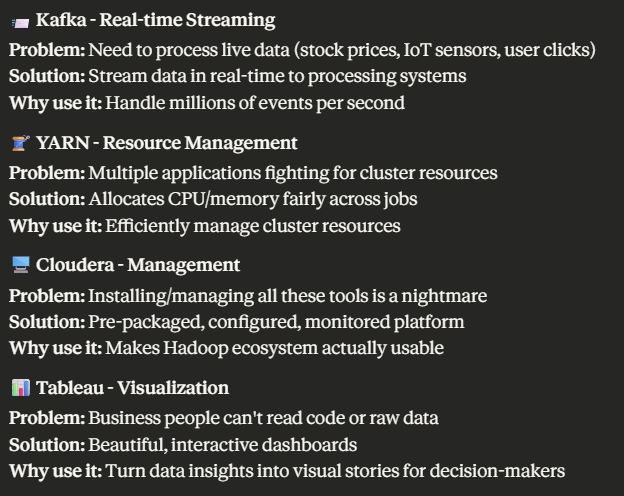 Kafka - Real-time Streaming
Problem: Need to process live data (stock prices, IoT sensors, user clicks)
Solution: Stream data in real-time to processing systems
Why use it: Handle millions of events per second
YARN - Resource Management
Problem: Multiple applications fighting for cluster resources
Solution: Allocates CPU/memory fairly across jobs
Why use it: Efficiently manage cluster resources
Cloudera - Management
Problem: Installing/managing all these tools is a nightmare
Solution: Pre-packaged, configured, monitored platform
Why use it: Makes Hadoop ecosystem actually usable
Tableau - Visualization
Problem: Business people can't read code or raw data
Solution: Beautiful, interactive dashboards
Why use it: Turn data insights into visual stories for decision-makers